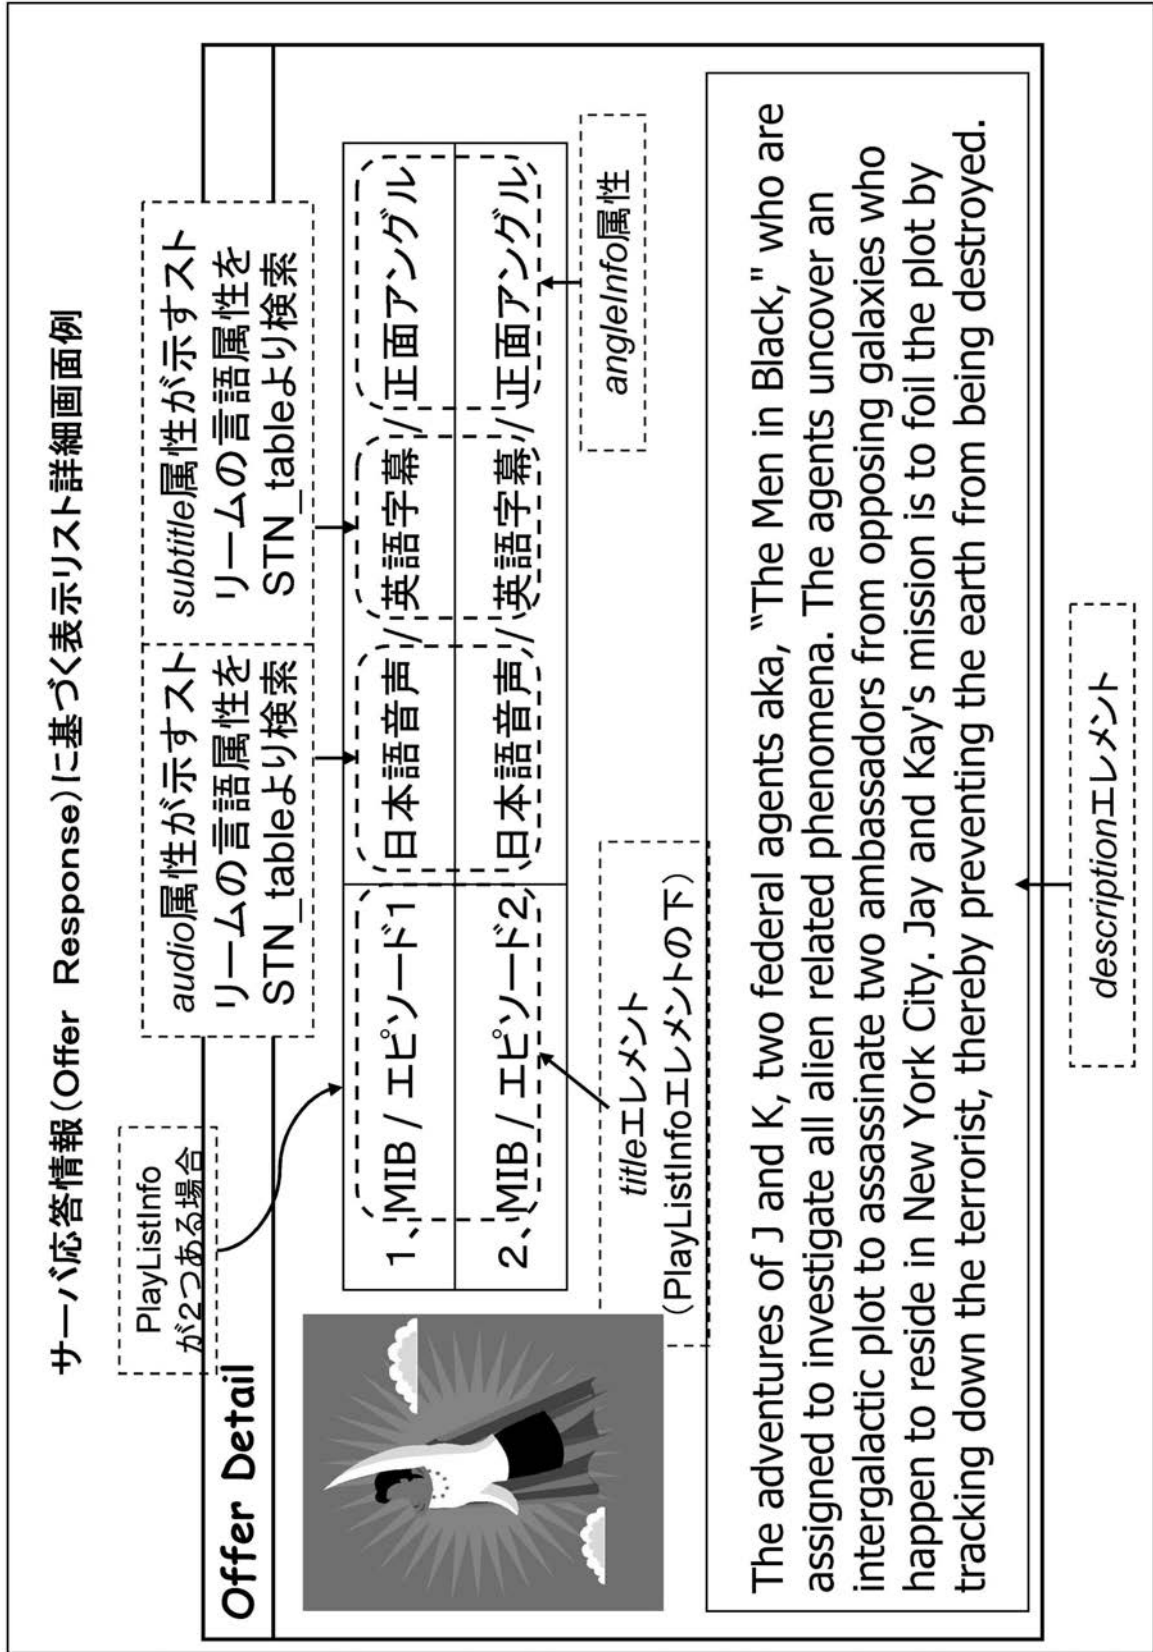 サーバ応答情報(Offer Response)に基づく表示リスト詳細画面例
PlayListInfo
が2つある場合
audio属性が示すスト
リームの言語属性を
STN_tableより検索
subtitle属性が示すスト
リームの言語属性を
STN_tableより検索
Offer Detail
1、MIB / エピソード1 日本語音声 / 英語字幕 / 正面アングル
2、MIB / エピソード2 日本語音声 / 英語字幕 / 正面アングル
titleエレメント
(PlayListInfoエレメントの下)
angleInfo属性
The adventures of J and K, two federal agents aka, “The Men in Black," who are
assigned to investigate all alien related phenomena. The agents uncover an
intergalactic plot to assassinate two ambassadors from opposing galaxies who
happen to reside in New York City. Jay and Kay's mission is to foil the plot by
tracking down the terrorist, thereby preventing the earth from being destroyed.
descriptionエレメント